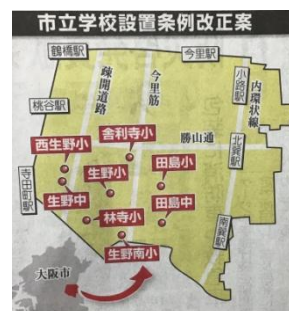 市立学校設置条例改正案
鶴橋駅
今里駅
疎開道路
今里筋
小路駅
内環状線
桃谷駅
舎利寺小
勝山通
北巽駅
西生野小
田島小
寺田町駅
生野小
生野中
田島中
林寺小
南巽駅
生野南小
大阪市